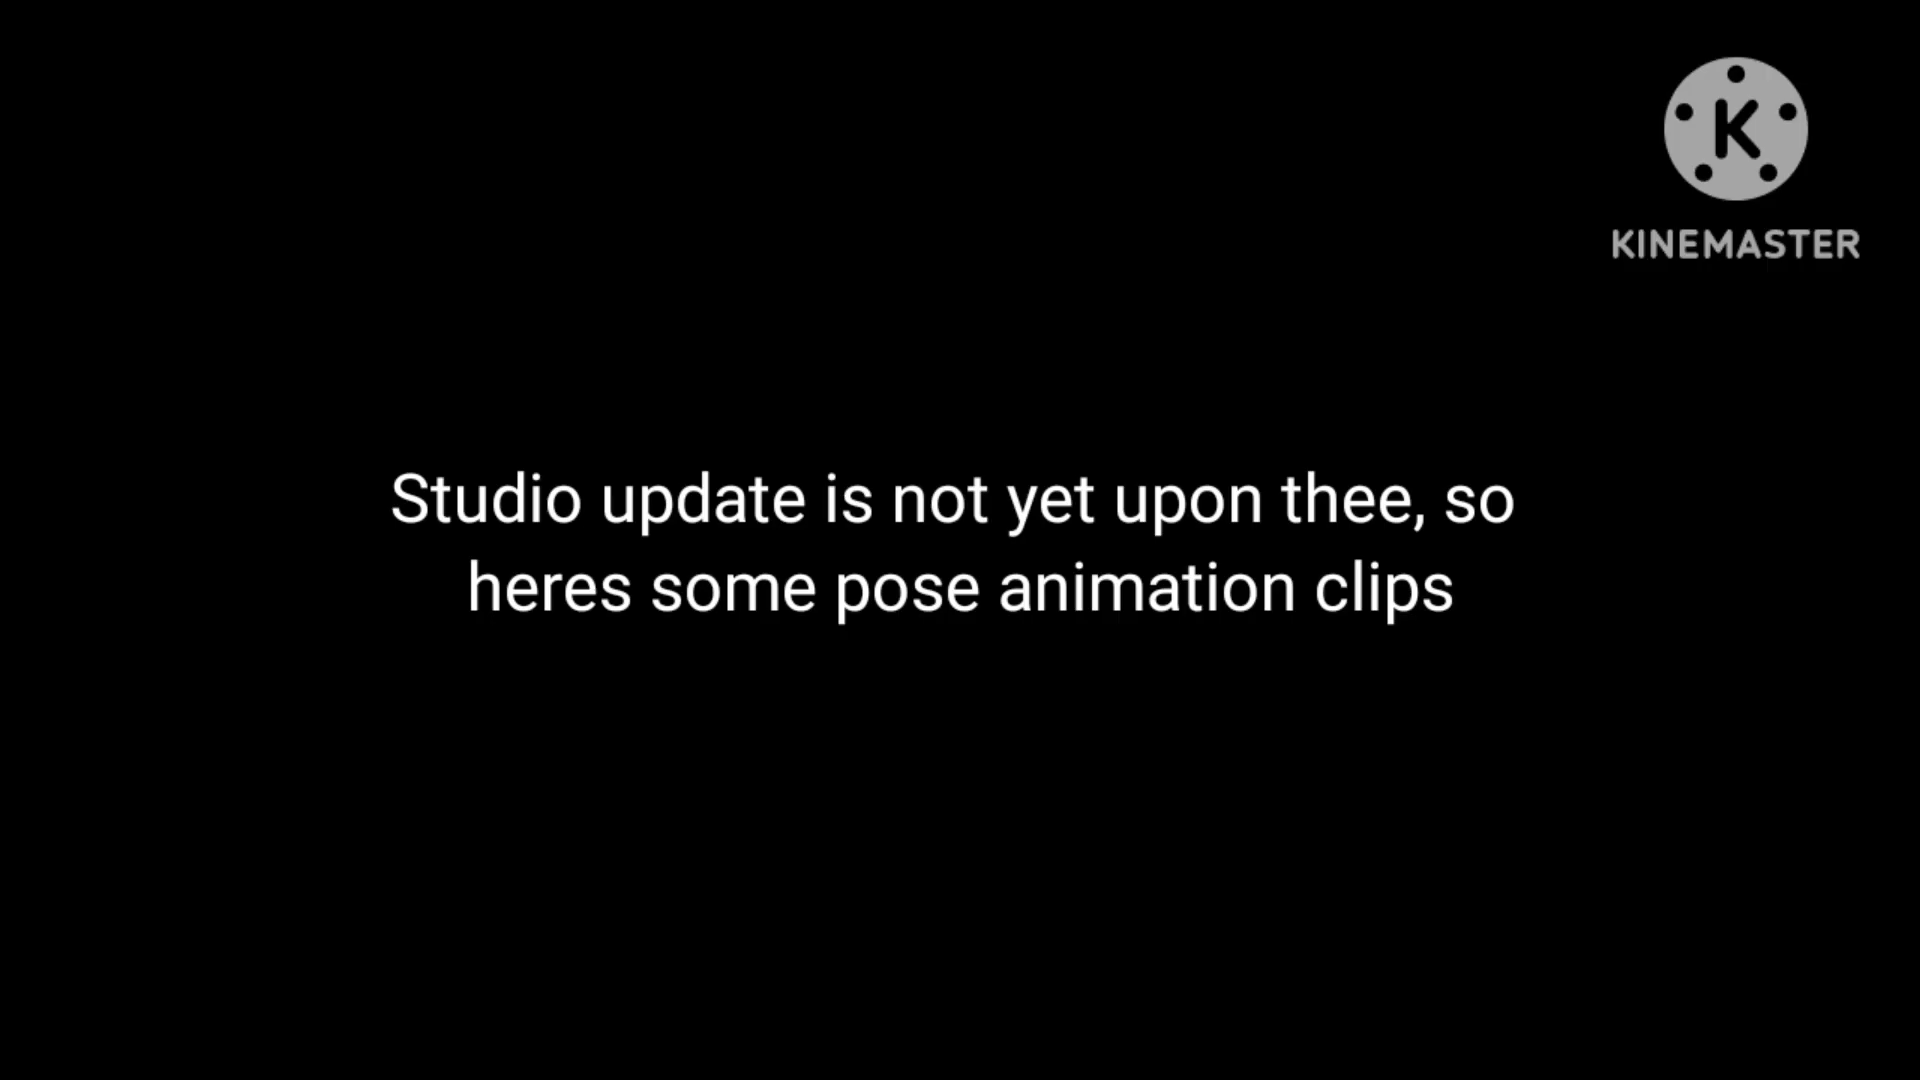 K
KINEMASTER
Studio update is not yet upon thee, so
heres some pose animation clips